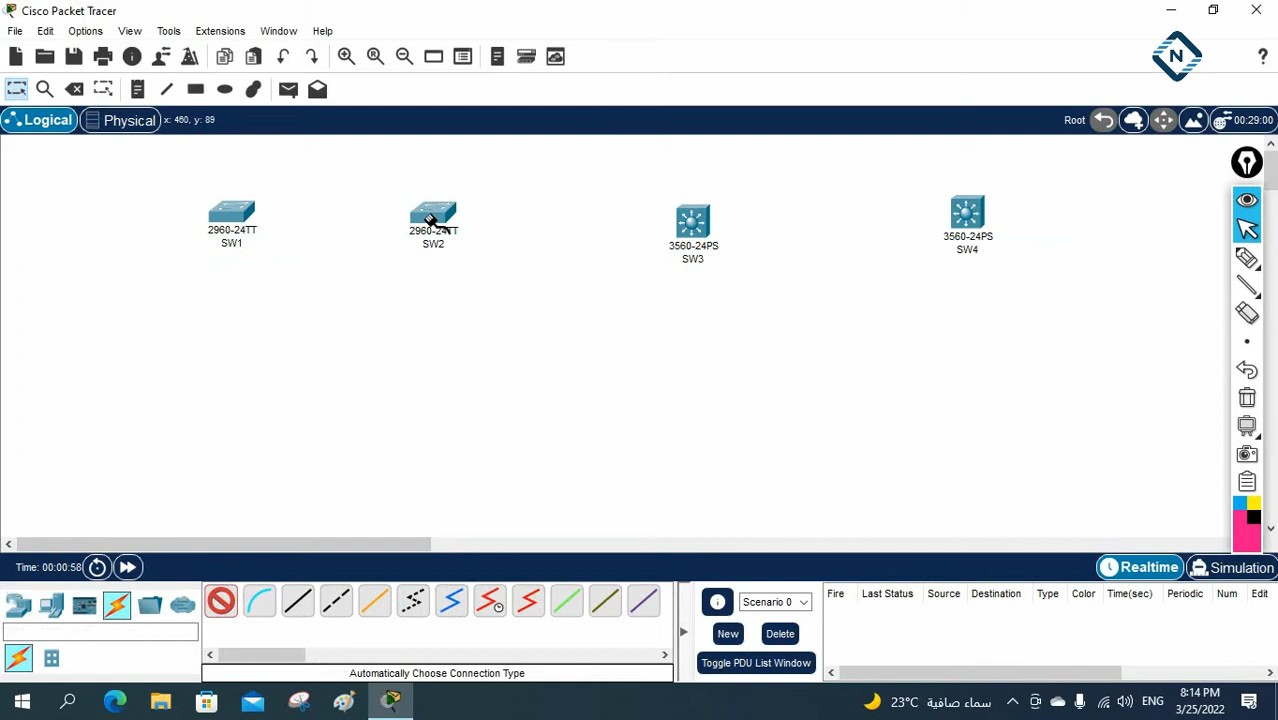 Cisco Packet Tracer
File Edit Options View Tools Extensions Window Help
N
Logical Physical x: 460, y: 89 Root 00:29:00
2960-24TT
SW1
2960-24TT
SW2
3560-24PS
SW3
3560-24PS
SW4
Time: 00:00:58 Realtime Simulation
Scenario 0
Fire Last Status Source Destination Type Color Time(sec) Periodic Num Edit
New Delete
Toggle PDU List Window
Automatically Choose Connection Type
23°C سماء صافية
ENG
8:14 PM
3/25/2022